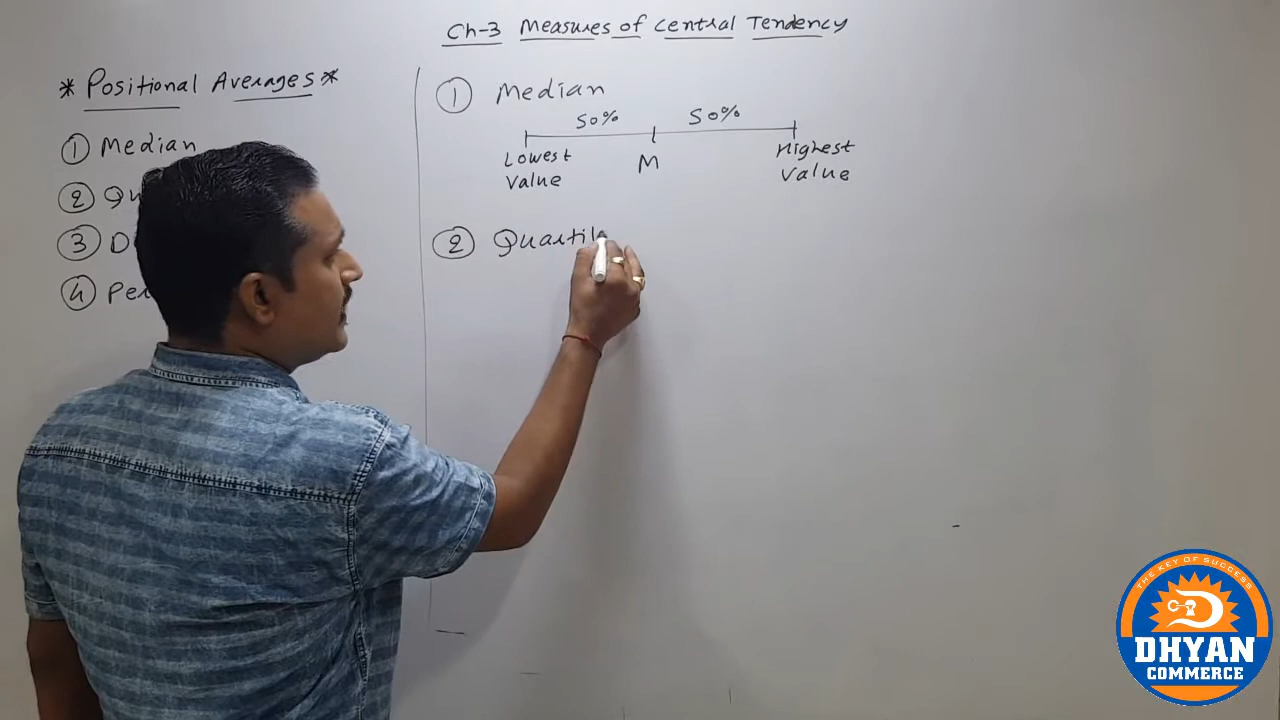 Ch-3 Measures of Central Tendency
* Positional Averages *
① Median
②
③
④
① Median
50% 50%
Lowest Value
M
Highest Value
②
THE KEY OF SUCCESS
DHYAN
COMMERCE